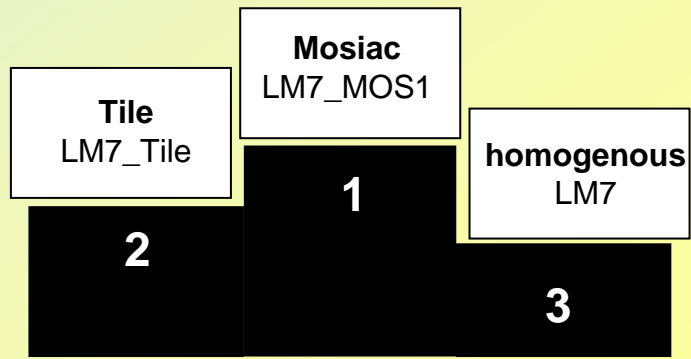 Mosiac
LM7_MOS1
Tile
LM7_Tile
homogenous
LM7
1
2
3